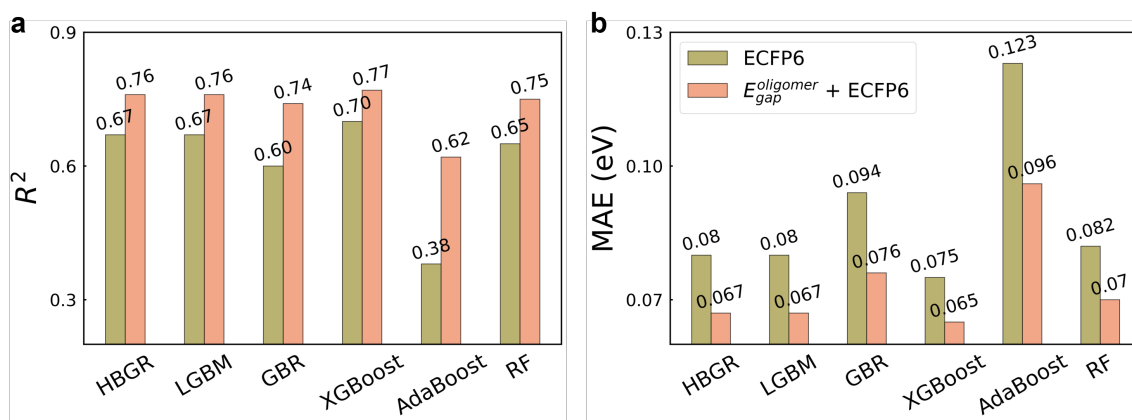 a
R²
0.9
0.6
0.3
0.67
0.76
0.67
0.76
0.60
0.74
0.70
0.77
0.38
0.62
0.65
0.75
HBGR
LGBM
GBR
XGBoost
AdaBoost
RF
b
MAE (eV)
0.13
0.10
0.07
ECFP6
E_{gap}^{oligomer} + ECFP6
0.08
0.067
0.08
0.067
0.094
0.076
0.075
0.065
0.123
0.096
0.082
0.07
HBGR
LGBM
GBR
XGBoost
AdaBoost
RF